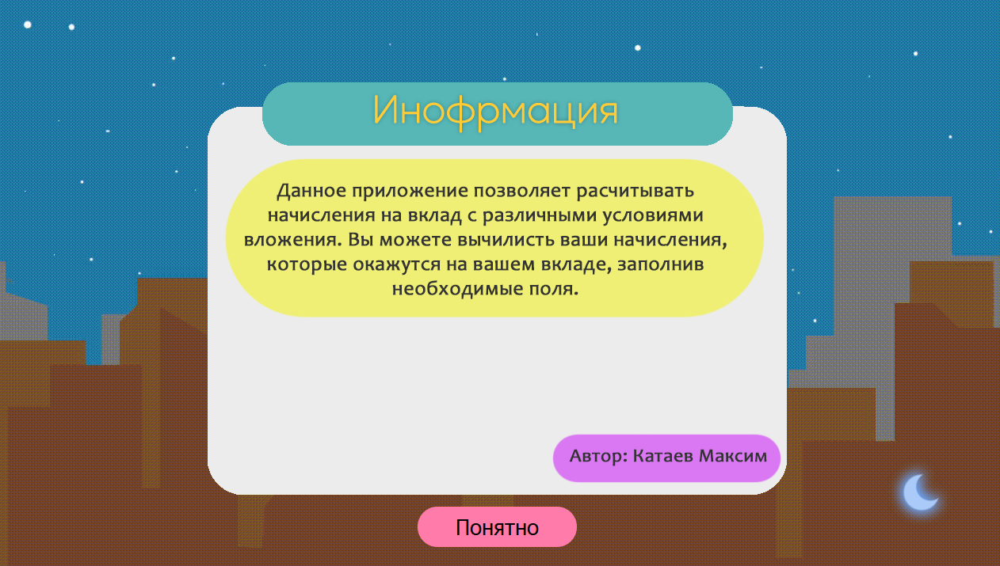 Инофрмация
Данное приложение позволяет расчитывать
начисления на вклад с различными условиями
вложения. Вы можете вычилисть ваши начисления,
которые окажутся на вашем вкладе, заполнив
необходимые поля.
Автор: Катаев Максим
Понятно